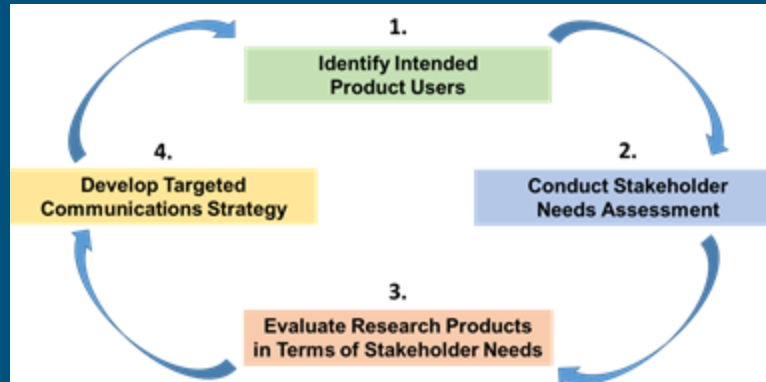 1.
Identify Intended
Product Users
2.
Conduct Stakeholder
Needs Assessment
3.
Evaluate Research Products
in Terms of Stakeholder Needs
4.
Develop Targeted
Communications Strategy